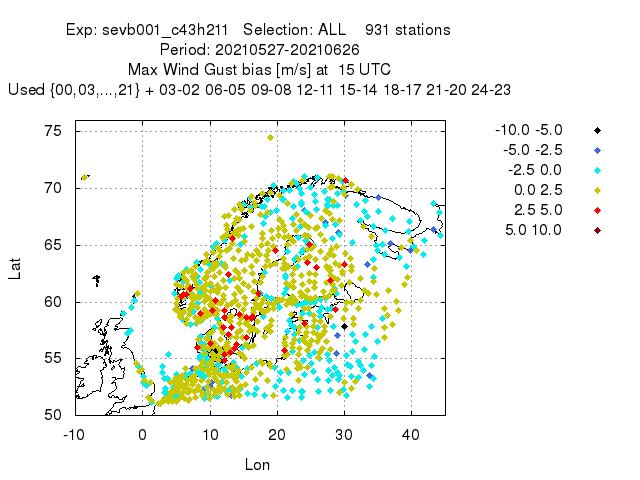 Exp: sevb001_c43h211 Selection: ALL 931 stations
Period: 20210527-20210626
Max Wind Gust bias [m/s] at 15 UTC
Used {00,03,...,21} + 03-02 06-05 09-08 12-11 15-14 18-17 21-20 24-23
-10.0 -5.0
-5.0 -2.5
-2.5 0.0
0.0 2.5
2.5 5.0
5.0 10.0
75
70
65
60
55
50
Lat
-10 0 10 20 30 40
Lon